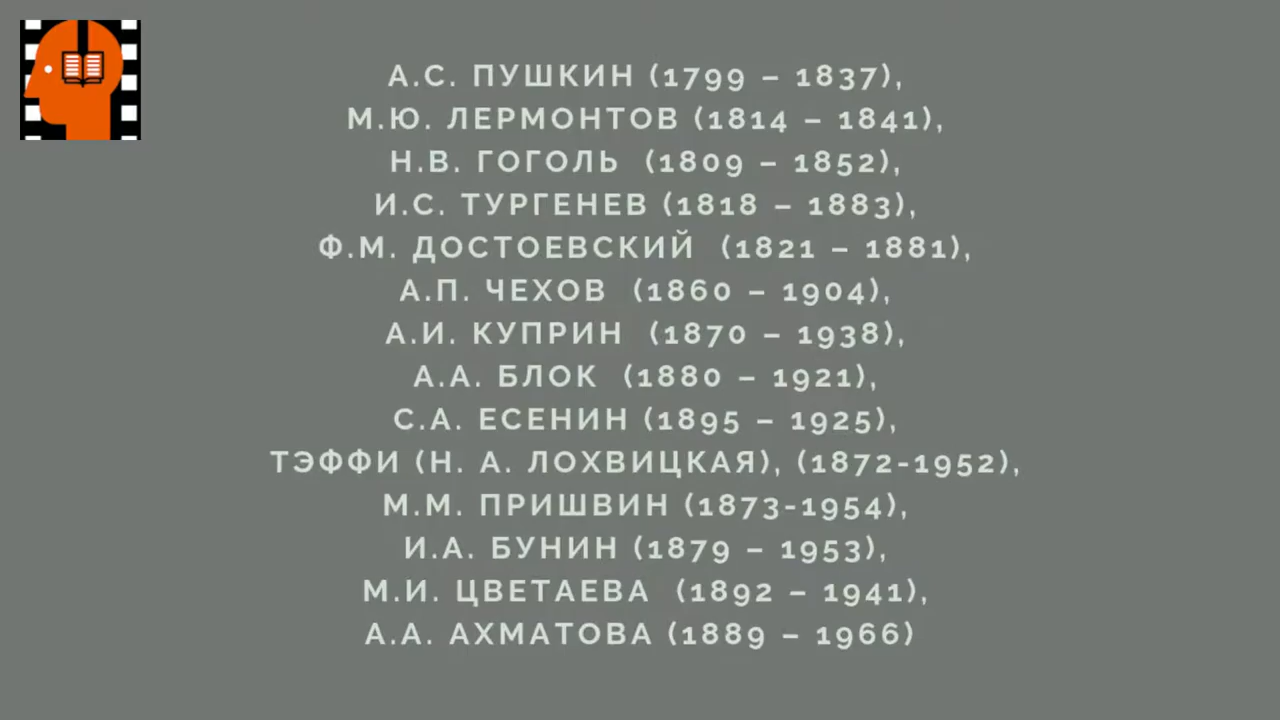 А.С. ПУШКИН (1799 – 1837),
М.Ю. ЛЕРМОНТОВ (1814 – 1841),
Н.В. ГОГОЛЬ (1809 – 1852),
И.С. ТУРГЕНЕВ (1818 – 1883),
Ф.М. ДОСТОЕВСКИЙ (1821 – 1881),
А.П. ЧЕХОВ (1860 – 1904),
А.И. КУПРИН (1870 – 1938),
А.А. БЛОК (1880 – 1921),
С.А. ЕСЕНИН (1895 – 1925),
ТЭФФИ (Н. А. ЛОХВИЦКАЯ), (1872-1952),
М.М. ПРИШВИН (1873-1954),
И.А. БУНИН (1879 – 1953),
М.И. ЦВЕТАЕВА (1892 – 1941),
А.А. АХМАТОВА (1889 – 1966)